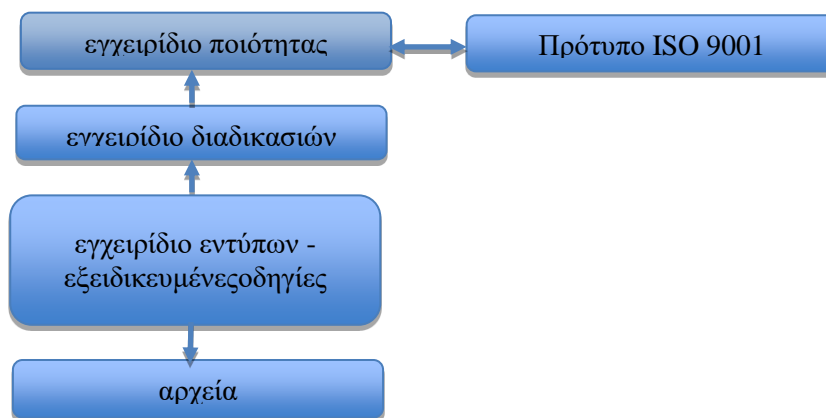 εγχειρίδιο ποιότητας
Πρότυπο ISO 9001
εγχειρίδιο διαδικασιών
εγχειρίδιο εντύπων -
εξειδικευμένεςοδηγίες
αρχεία